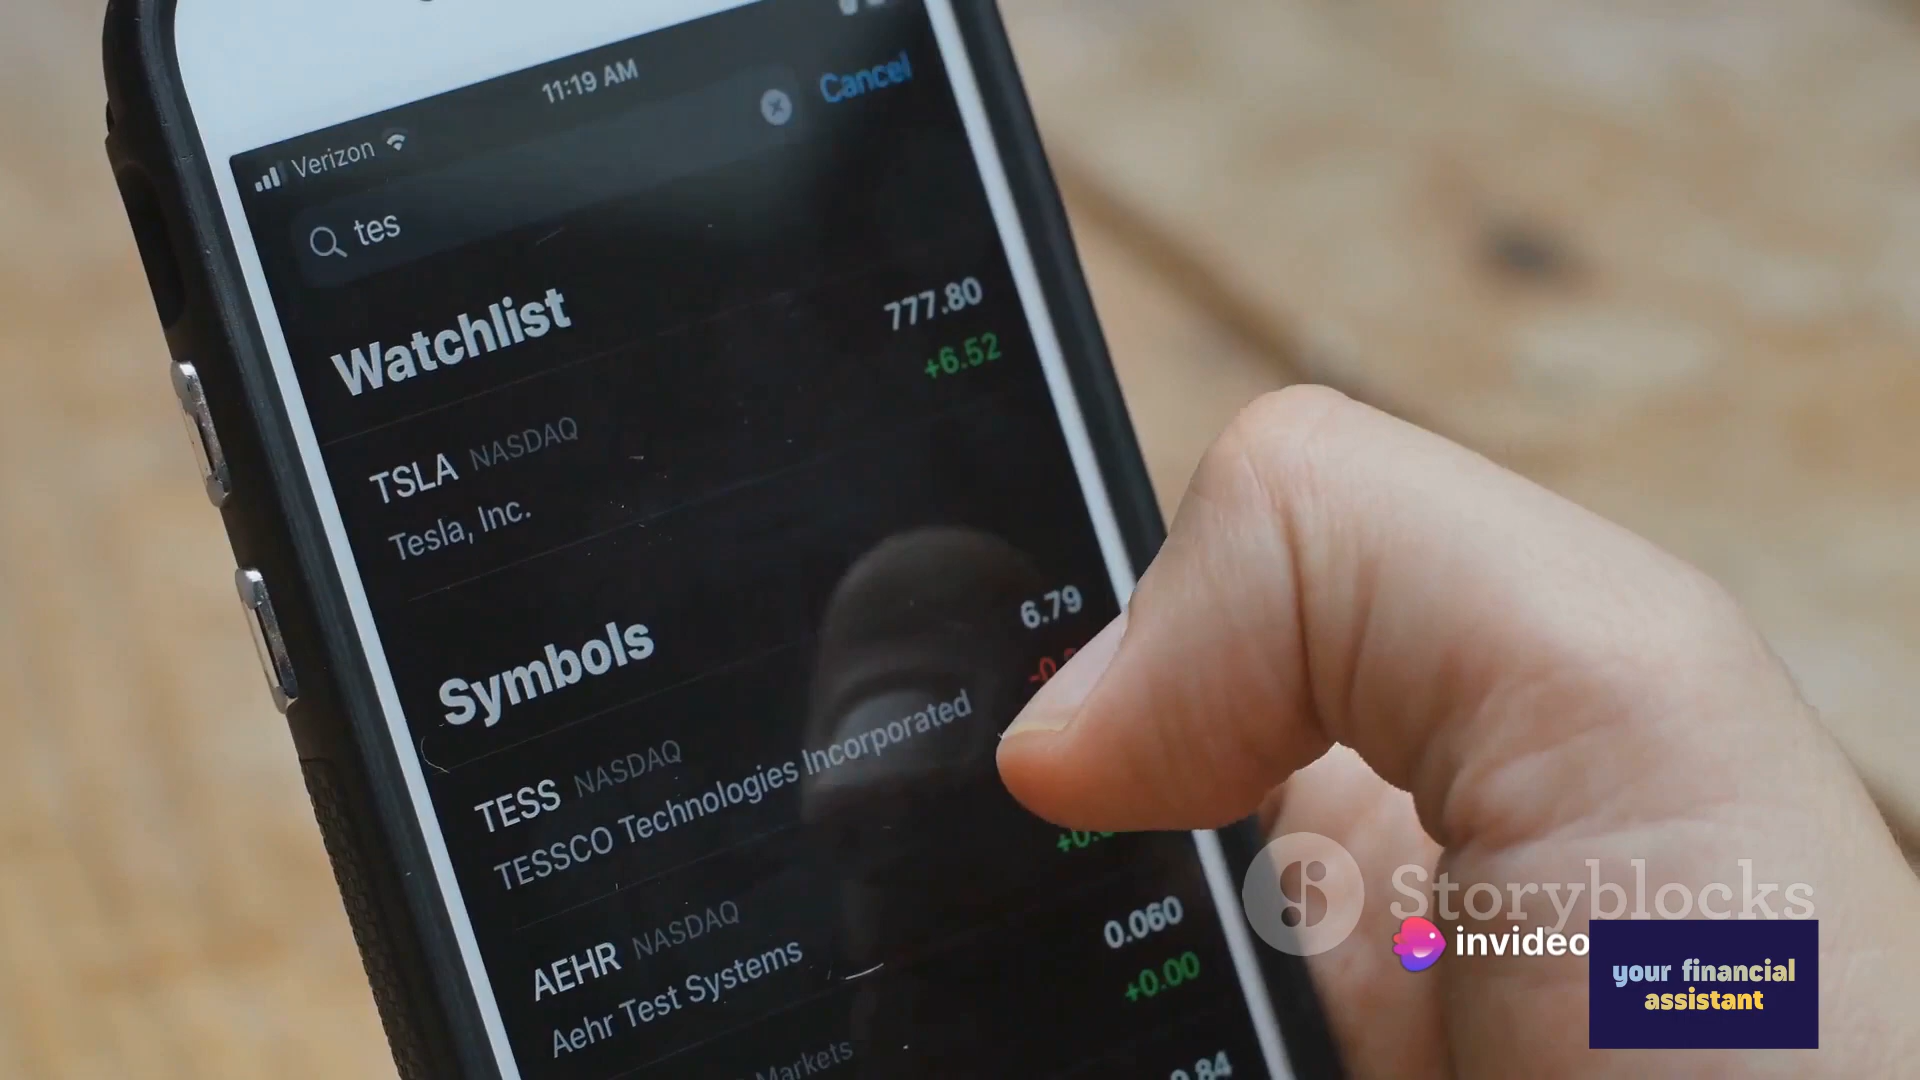 11:19 AM
Verizon
Cancel
tes
Watchlist
777.80
+6.52
TSLA NASDAQ
Tesla, Inc.
Symbols
6.79
TESS NASDAQ
TESSCO Technologies Incorporated
AEHR NASDAQ
0.060
Aehr Test Systems
+0.00
Markets
Storyblocks
invideo
your financial
assistant